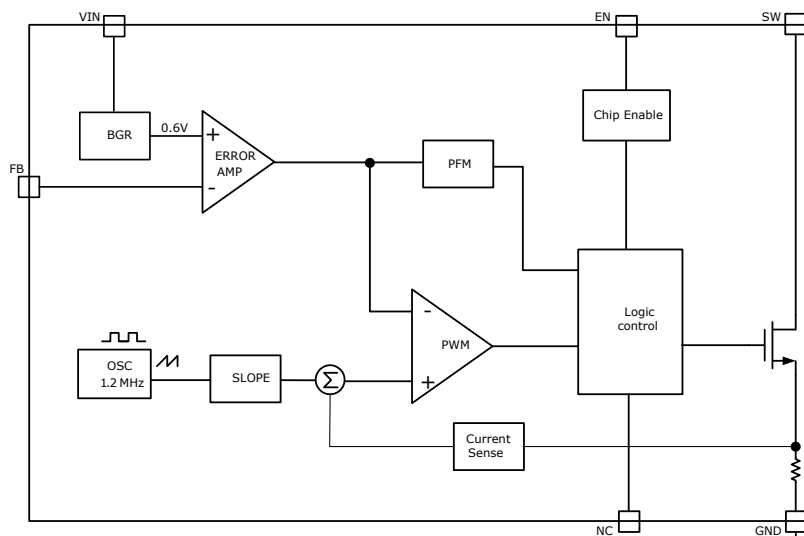 VIN
EN
SW
BGR
0.6V
+
-
ERROR
AMP
Chip Enable
FB
PFM
Logic
control
-
+
PWM
OSC
1.2 MHz
SLOPE
Σ
Current
Sense
NC
GND